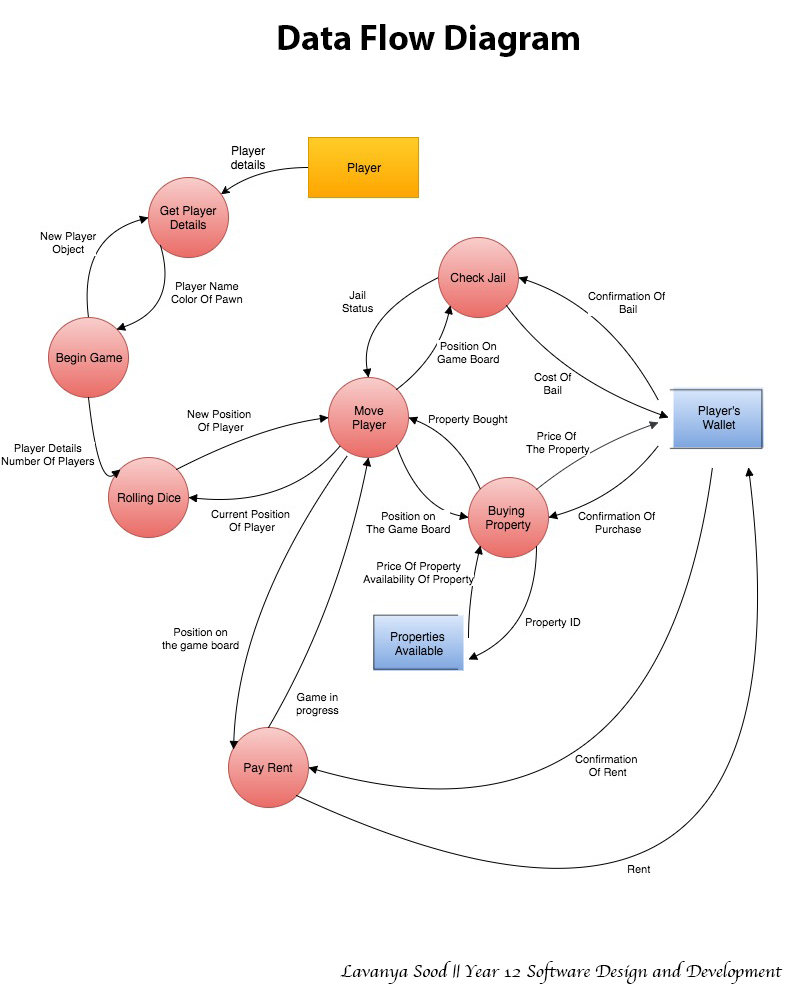 Data Flow Diagram
Player
details
Player
Get Player
Details
New Player
Object
Player Name
Color Of Pawn
Begin Game
Check Jail
Jail
Status
Confirmation Of
Bail
Position On
Game Board
Cost Of
Bail
Move
Player
Player's
Wallet
New Position
Of Player
Property Bought
Price Of
The Property
Player Details
Number Of Players
Rolling Dice
Current Position
Of Player
Position on
The Game Board
Buying
Property
Confirmation Of
Purchase
Price Of Property
Availability Of Property
Property ID
Properties
Available
Position on
the game board
Game in
progress
Pay Rent
Confirmation
Of Rent
Rent
Lavanya Sood || Year 12 Software Design and Development